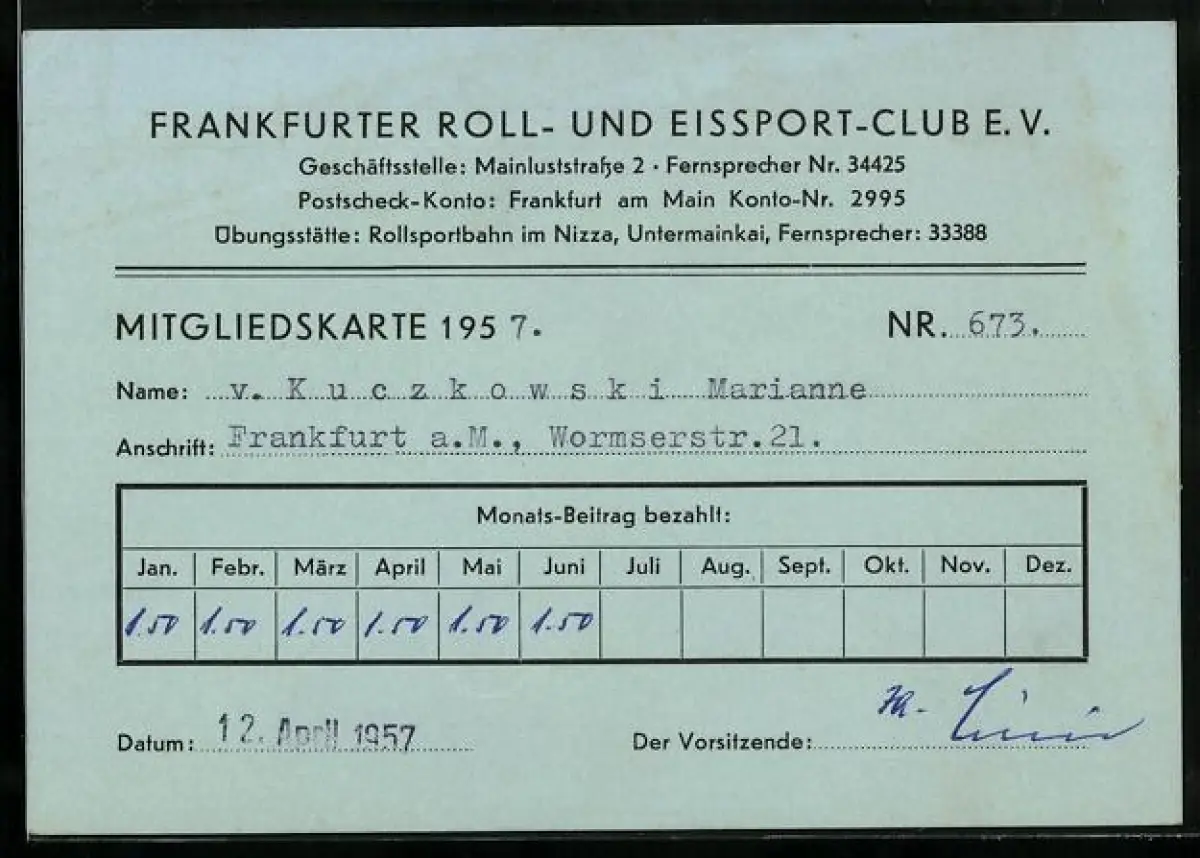 FRANKFURTER ROLL- UND EISSPORT-CLUB E. V.
Geschäftsstelle: Mainluststraße 2 · Fernsprecher Nr. 34425
Postscheck-Konto: Frankfurt am Main Konto-Nr. 2995
Übungsstätte: Rollsportbahn im Nizza, Untermainkai, Fernsprecher: 33388
MITGLIEDSKARTE 1957. NR. 673.
Name: v. Kuczkowski Marianne
Anschrift: Frankfurt a.M., Wormserstr.21.
Monats-Beitrag bezahlt:
Jan. Febr. März April Mai Juni Juli Aug. Sept. Okt. Nov. Dez.
1.50 1.50 1.50 1.50 1.50 1.50
Datum: 12. April 1957 Der Vorsitzende: